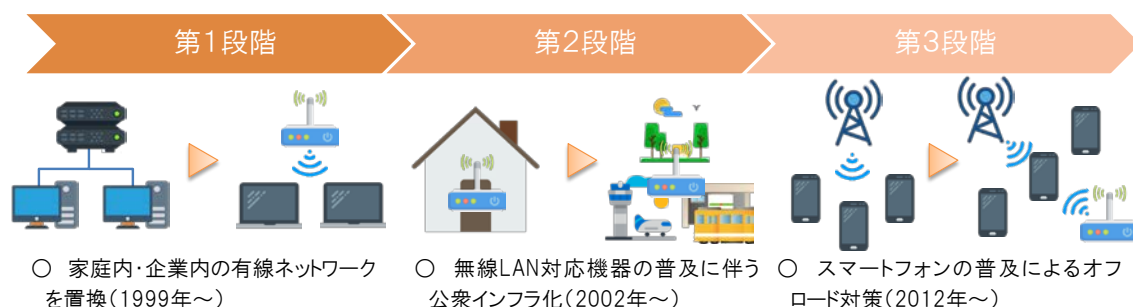 第1段階
第2段階
第3段階
○ 家庭内・企業内の有線ネットワーク
を置換(1999年～)
○ 無線LAN対応機器の普及に伴う
公衆インフラ化(2002年～)
○ スマートフォンの普及によるオフ
ロード対策(2012年～)